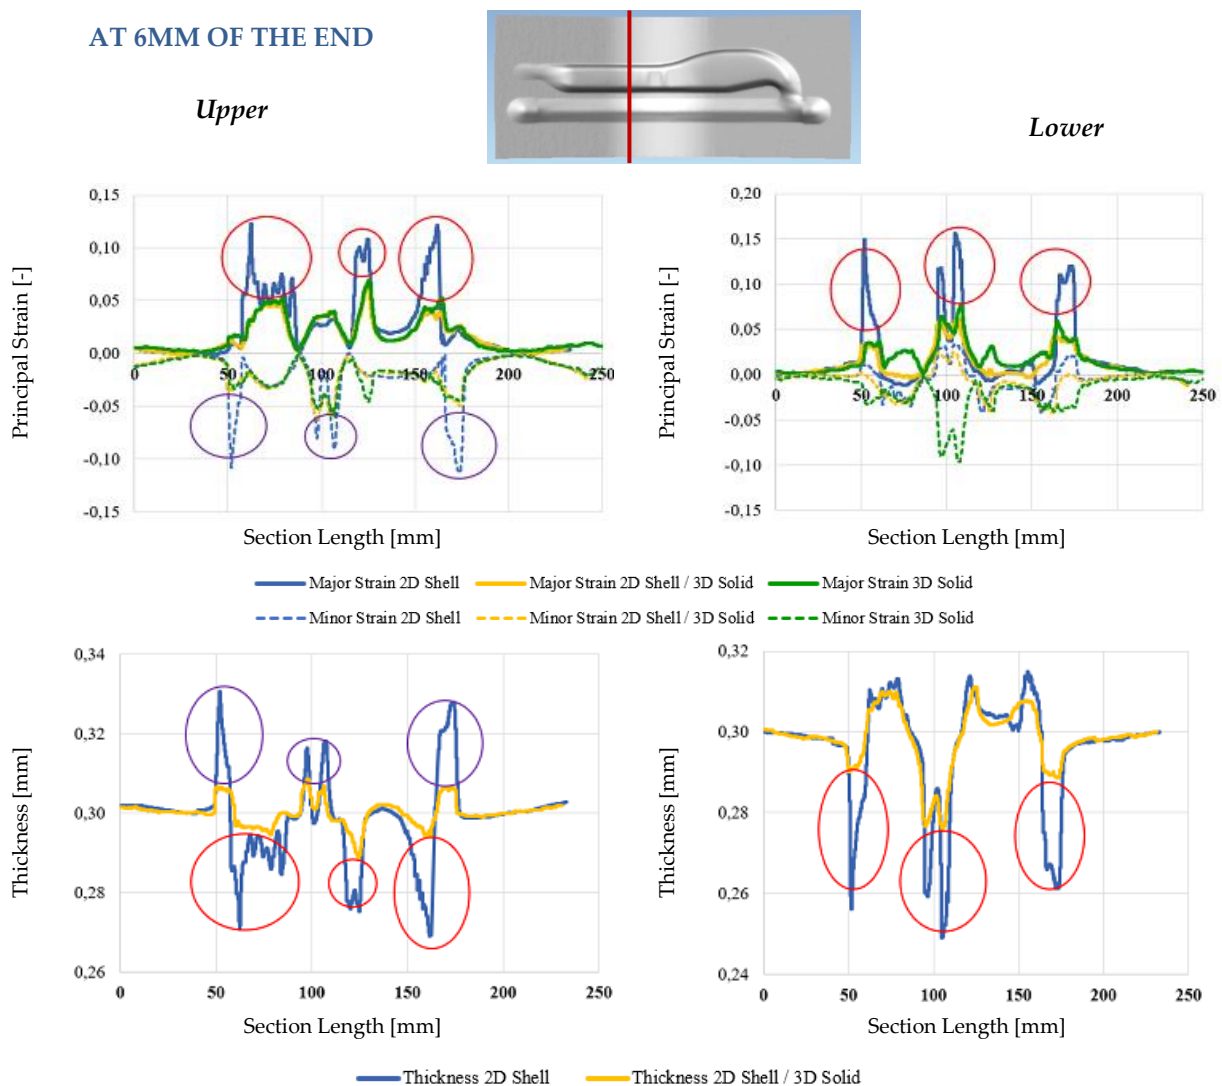 AT 6MM OF THE END
Upper
Lower
Principal Strain [-]
0,15
0,10
0,05
0,00
-0,05
-0,10
-0,15
0 50 100 150 200 250
Section Length [mm]
Principal Strain [-]
0,20
0,15
0,10
0,05
0,00
-0,05
-0,10
-0,15
0 50 100 150 200 250
Section Length [mm]
Major Strain 2D Shell Major Strain 2D Shell / 3D Solid Major Strain 3D Solid
Minor Strain 2D Shell Minor Strain 2D Shell / 3D Solid Minor Strain 3D Solid
Thickness [mm]
0,34
0,32
0,30
0,28
0,26
0 50 100 150 200 250
Section Length [mm]
Thickness [mm]
0,32
0,30
0,28
0,26
0,24
0 50 100 150 200 250
Section Length [mm]
Thickness 2D Shell Thickness 2D Shell / 3D Solid